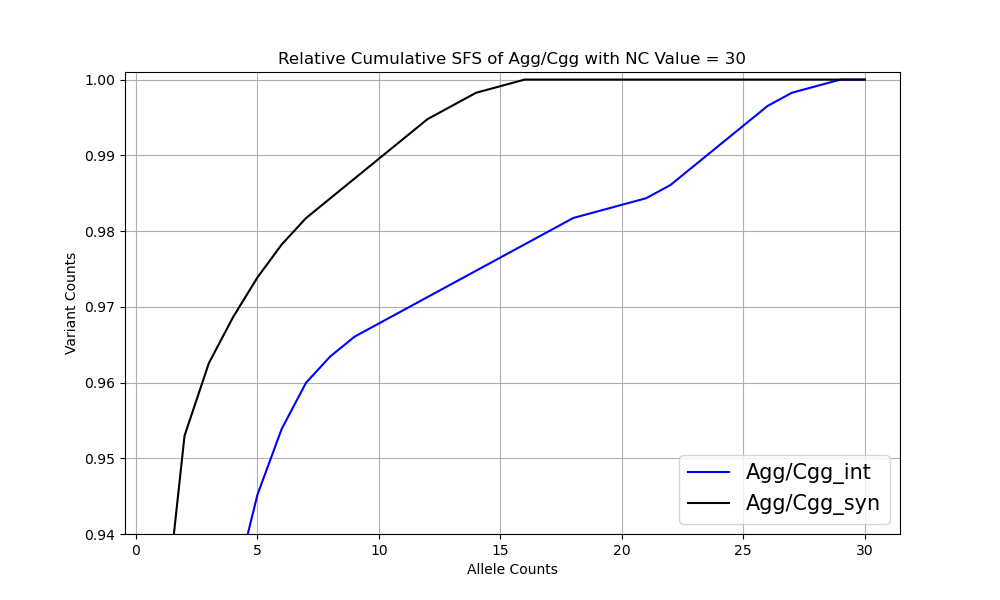 Relative Cumulative SFS of Agg/Cgg with NC Value = 30
1.00
0.99
0.98
0.97
0.96
0.95
0.94
Variant Counts
Agg/Cgg_int
Agg/Cgg_syn
0 5 10 15 20 25 30
Allele Counts